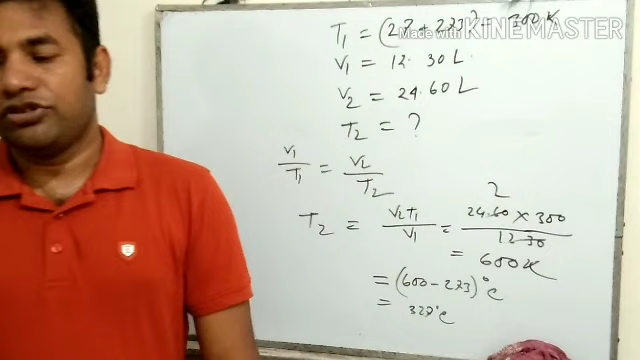 T₁ = (27 + 273) = 300 K
Made with KINEMASTER
V₁ = 12.30 L.
V₂ = 24.60 L
T₂ = ?
V₁/T₁ = V₂/T₂
T₂ = V₂T₁/V₁ = 24.60 × 300/12.30
2
= 600 K
= (600 - 273)°C
= 327°C